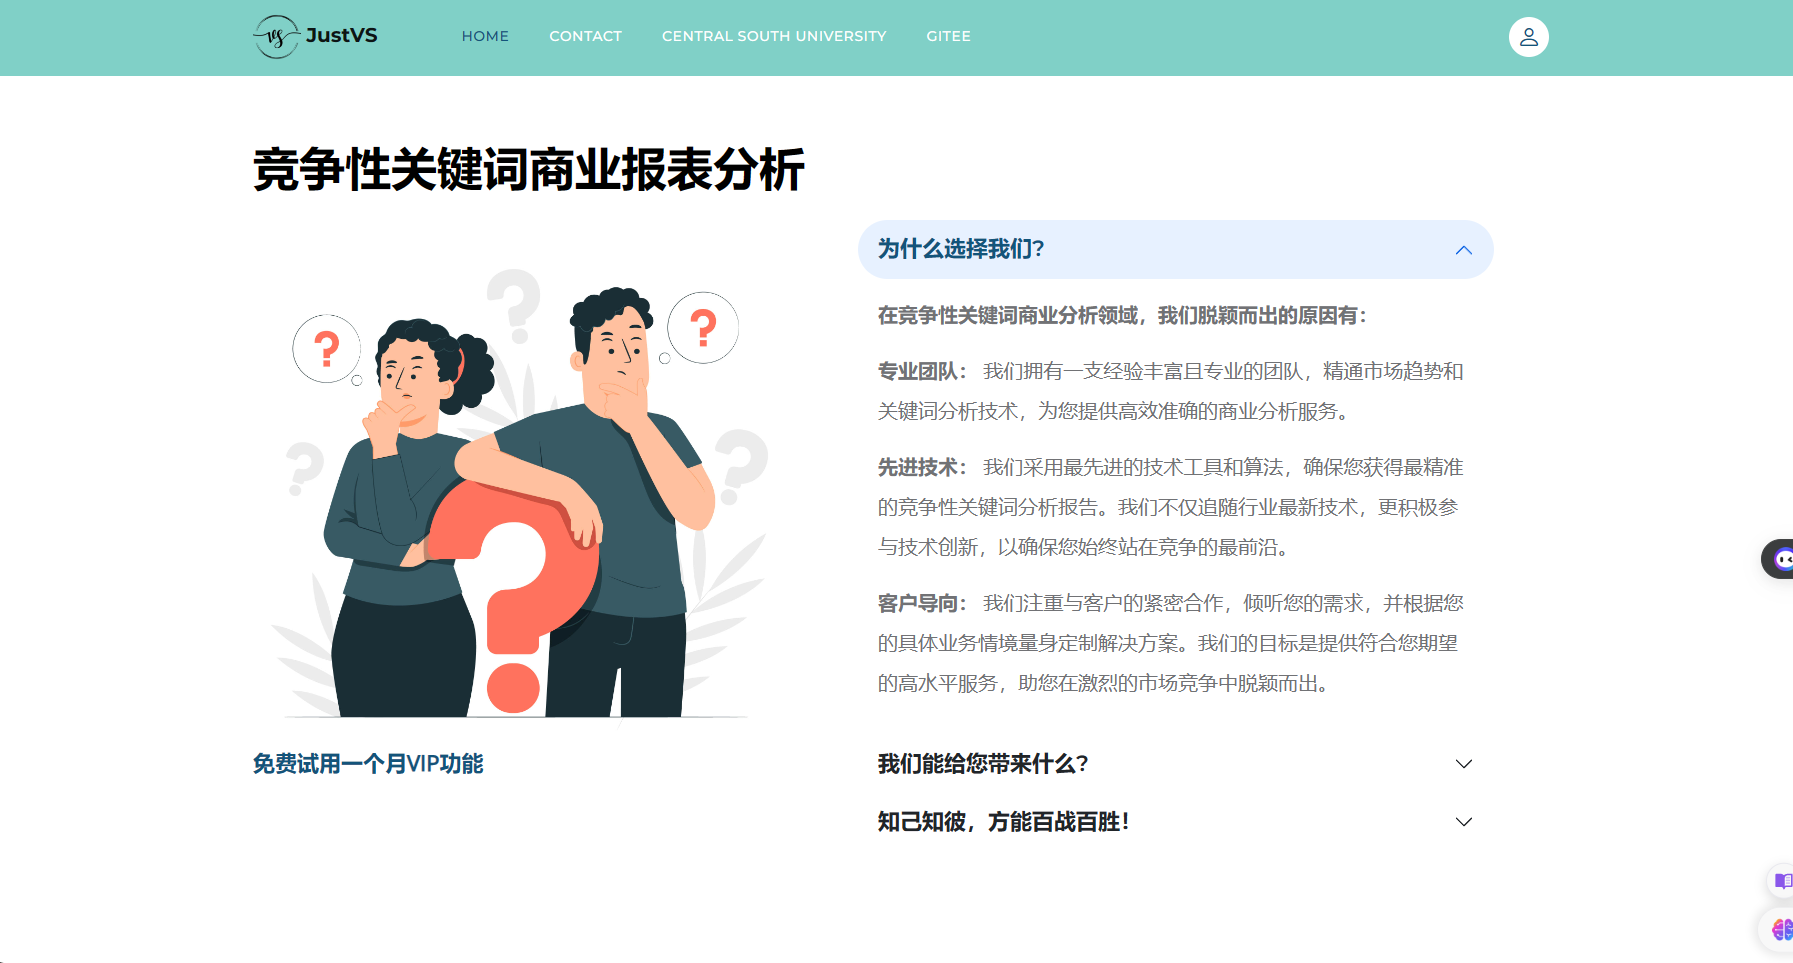 vs JustVS
HOME CONTACT CENTRAL SOUTH UNIVERSITY GITEE
竞争性关键词商业报表分析
为什么选择我们?
在竞争性关键词商业分析领域，我们脱颖而出的原因有：
专业团队： 我们拥有一支经验丰富且专业的团队，精通市场趋势和
关键词分析技术，为您提供高效准确的商业分析服务。
先进技术： 我们采用最先进的技术工具和算法，确保您获得最精准
的竞争性关键词分析报告。我们不仅追随行业最新技术，更积极参
与技术创新，以确保您始终站在竞争的最前沿。
客户导向： 我们注重与客户的紧密合作，倾听您的需求，并根据您
的具体业务情境量身定制解决方案。我们的目标是提供符合您期望
的高水平服务，助您在激烈的市场竞争中脱颖而出。
免费试用一个月VIP功能
我们能给您带来什么?
知己知彼，方能百战百胜！